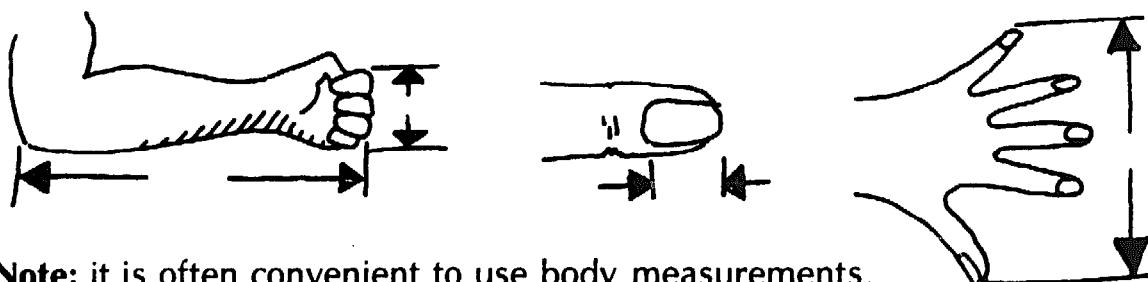 Note: it is often convenient to use body measurements.